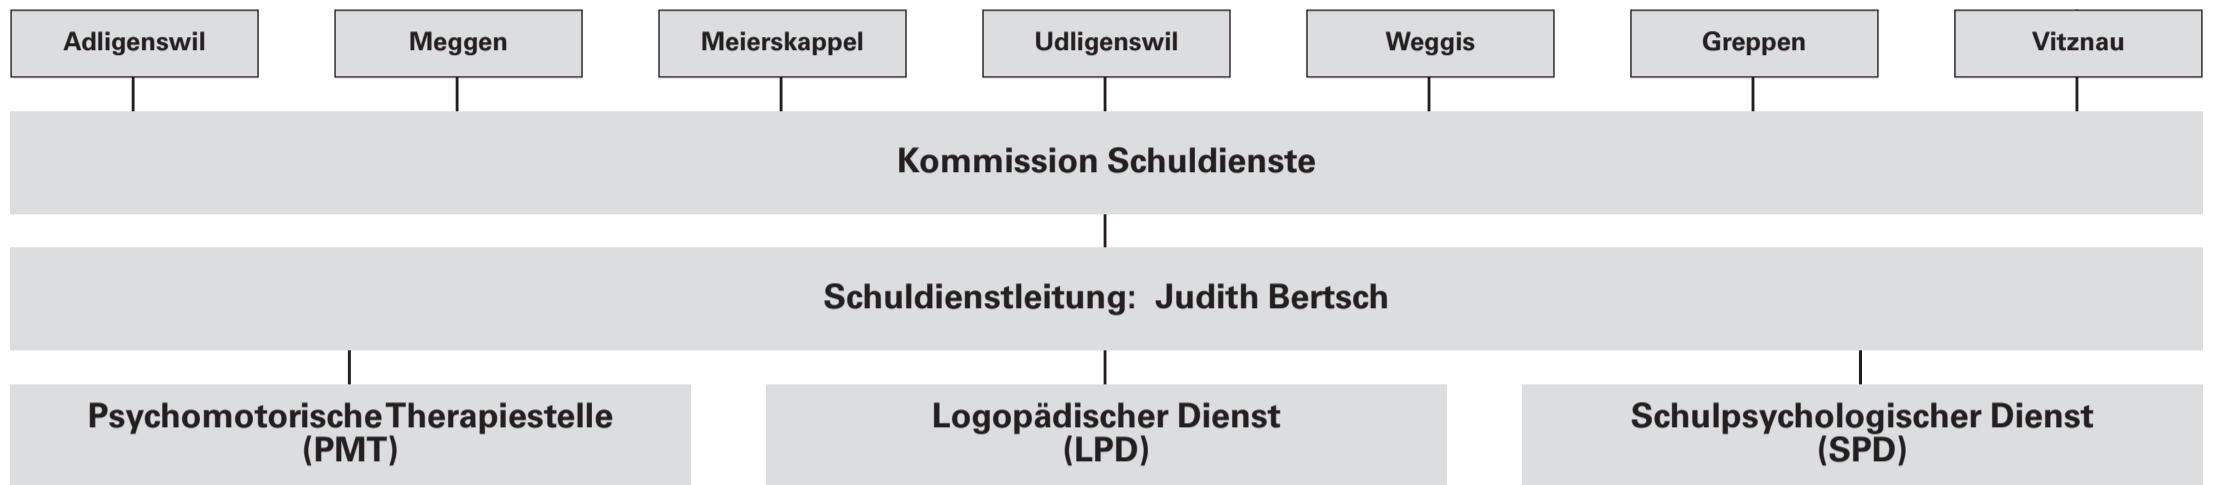 Adligenswil
Meggen
Meierskappel
Udligenswil
Weggis
Greppen
Vitznau
Kommission Schuldienste
Schuldienstleitung: Judith Bertsch
Psychomotorische Therapiestelle
(PMT)
Logopädischer Dienst
(LPD)
Schulpsychologischer Dienst
(SPD)